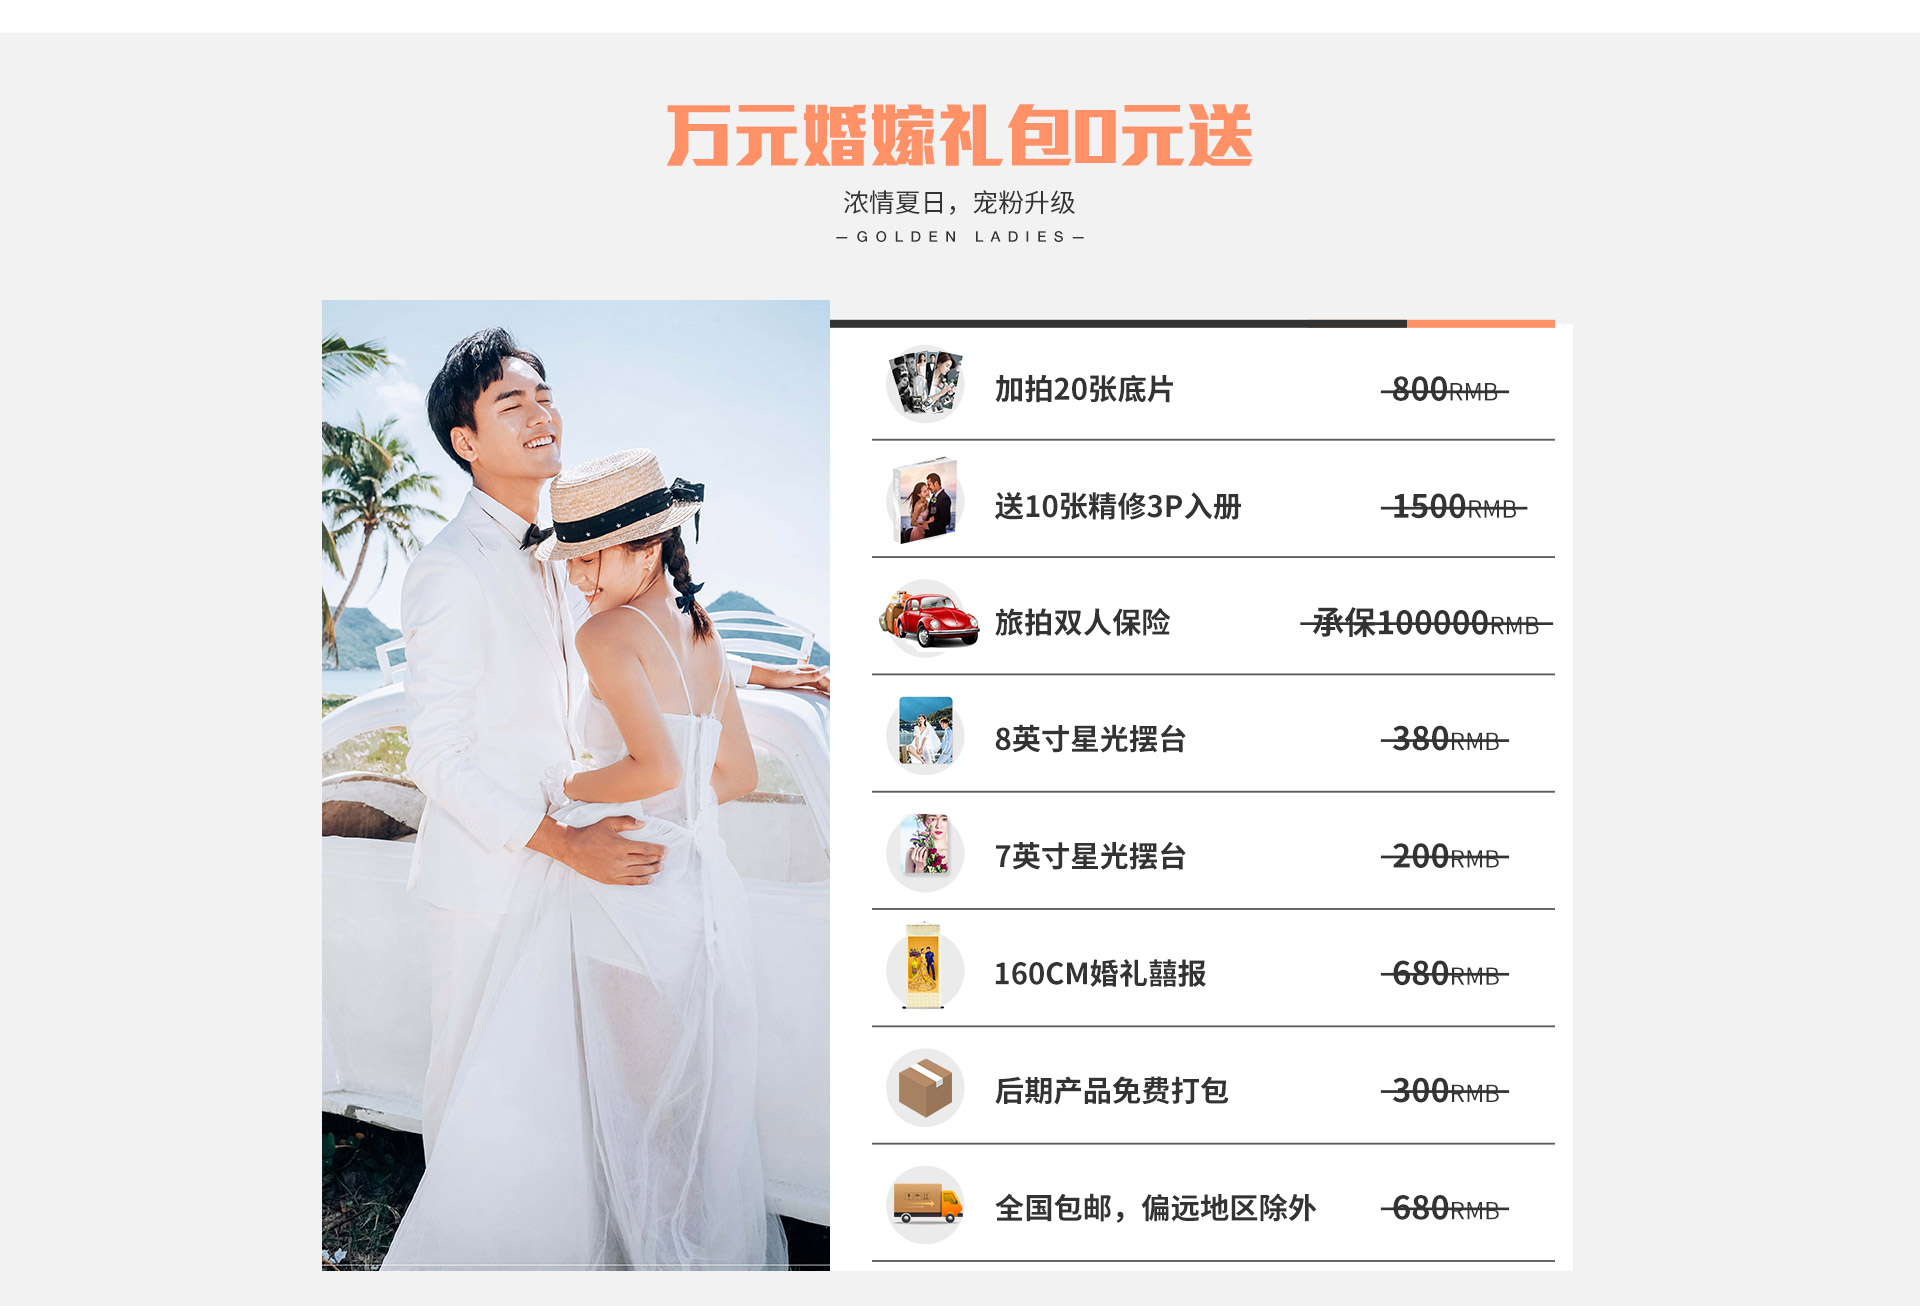 万元婚嫁礼包0元送
浓情夏日，宠粉升级
—GOLDEN LADIES—
加拍20张底片 800RMB
送10张精修3P入册 1500RMB
旅拍双人保险 承保100000RMB
8英寸星光摆台 380RMB
7英寸星光摆台 200RMB
160CM婚礼囍报 680RMB
后期产品免费打包 300RMB
全国包邮，偏远地区除外 680RMB